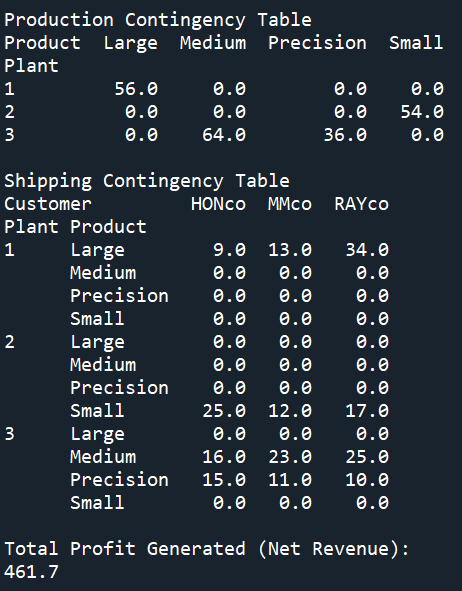 Production Contingency Table
Product  Large  Medium  Precision  Small
Plant
1         56.0     0.0        0.0    0.0
2          0.0     0.0        0.0   54.0
3          0.0    64.0       36.0    0.0

Shipping Contingency Table
Customer         HONco  MMco  RAYco
Plant Product
1     Large        9.0  13.0   34.0
      Medium       0.0   0.0    0.0
      Precision    0.0   0.0    0.0
      Small        0.0   0.0    0.0
2     Large        0.0   0.0    0.0
      Medium       0.0   0.0    0.0
      Precision    0.0   0.0    0.0
      Small       25.0  12.0   17.0
3     Large        0.0   0.0    0.0
      Medium      16.0  23.0   25.0
      Precision   15.0  11.0   10.0
      Small        0.0   0.0    0.0

Total Profit Generated (Net Revenue):
461.7